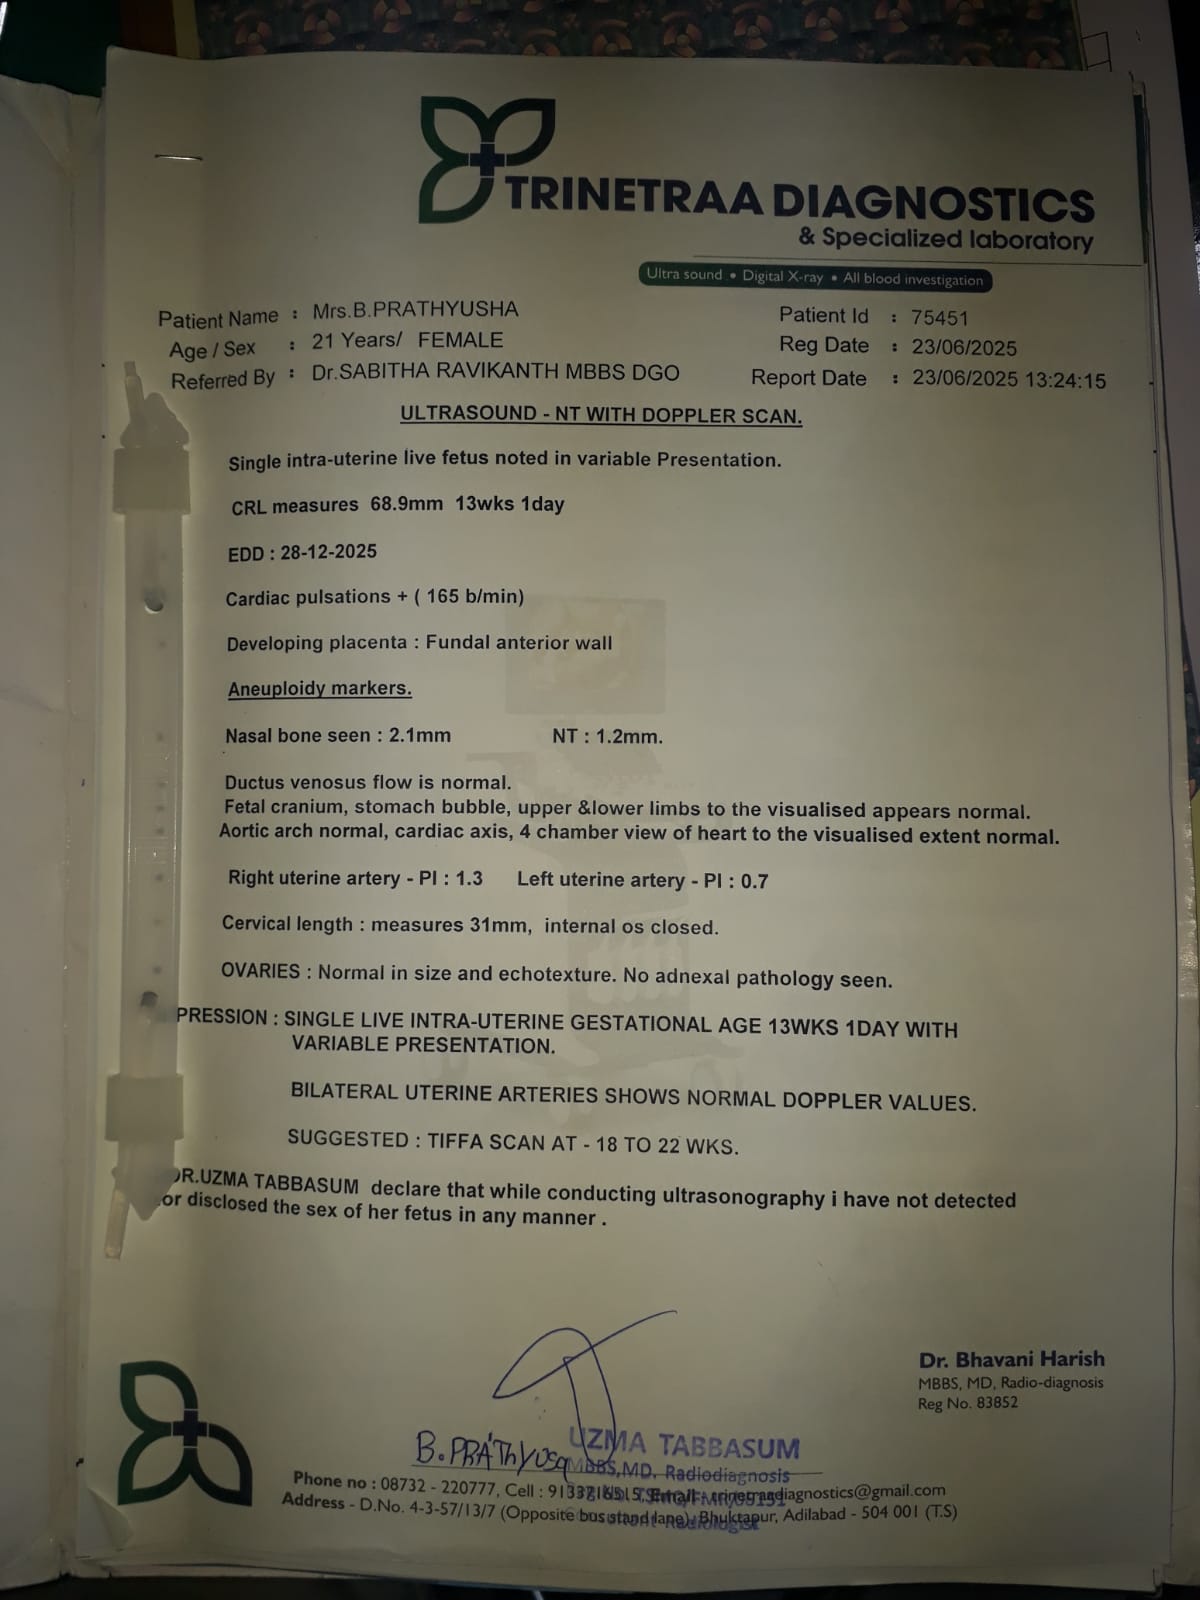 TRINETRAA DIAGNOSTICS
& Specialized laboratory
Ultra sound • Digital X-ray • All blood investigation
Patient Name : Mrs.B.PRATHYUSHA
Patient Id : 75451
Age / Sex : 21 Years/ FEMALE
Reg Date : 23/06/2025
Referred By : Dr.SABITHA RAVIKANTH MBBS DGO
Report Date : 23/06/2025 13:24:15
ULTRASOUND - NT WITH DOPPLER SCAN.
Single intra-uterine live fetus noted in variable Presentation.
CRL measures 68.9mm 13wks 1day
EDD : 28-12-2025
Cardiac pulsations + ( 165 b/min)
Developing placenta : Fundal anterior wall
Aneuploidy markers.
Nasal bone seen : 2.1mm NT : 1.2mm.
Ductus venosus flow is normal.
Fetal cranium, stomach bubble, upper &lower limbs to the visualised appears normal.
Aortic arch normal, cardiac axis, 4 chamber view of heart to the visualised extent normal.
Right uterine artery - PI : 1.3 Left uterine artery - PI : 0.7
Cervical length : measures 31mm, internal os closed.
OVARIES : Normal in size and echotexture. No adnexal pathology seen.
PRESSION : SINGLE LIVE INTRA-UTERINE GESTATIONAL AGE 13WKS 1DAY WITH
VARIABLE PRESENTATION.
BILATERAL UTERINE ARTERIES SHOWS NORMAL DOPPLER VALUES.
SUGGESTED : TIFFA SCAN AT - 18 TO 22 WKS.
DR.UZMA TABBASUM declare that while conducting ultrasonography i have not detected
or disclosed the sex of her fetus in any manner .
Dr. Bhavani Harish
MBBS, MD, Radio-diagnosis
Reg No. 83852
UZMA TABBASUM
B.PRAThyusa
MBBS,MD. Radiodiagnosis
Phone no : 08732 - 220777, Cell : 9133216515, Email : trinetraadiagnostics@gmail.com
Address - D.No. 4-3-57/13/7 (Opposite bus stand lane), Bhuktapur, Adilabad - 504 001 (T.S)